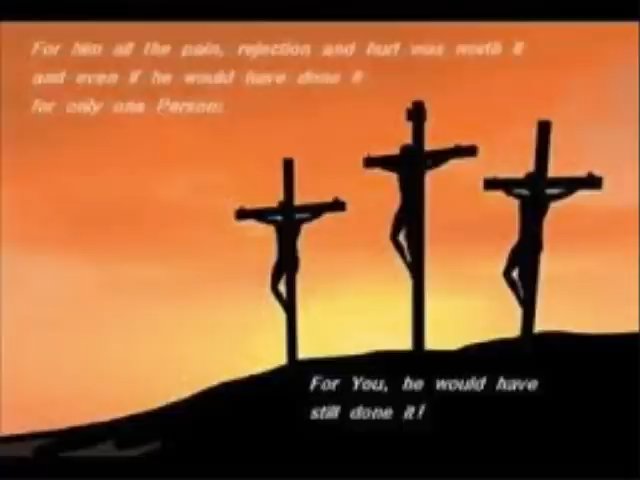 For him all the pain, rejection and hurt was worth it
and even if he would have done it
for only one Person:
For You, he would have
still done it!